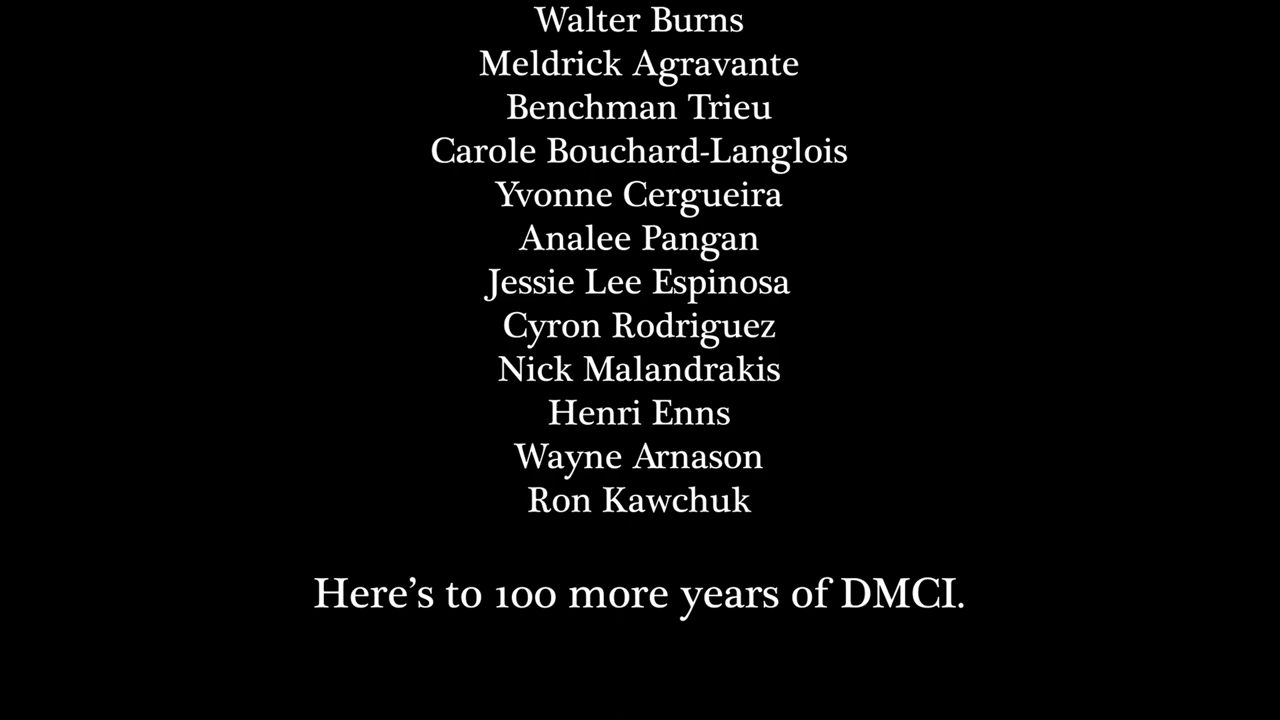 Walter Burns
Meldrick Agravante
Benchman Trieu
Carole Bouchard-Langlois
Yvonne Cergueira
Analee Pangan
Jessie Lee Espinosa
Cyron Rodriguez
Nick Malandrakis
Henri Enns
Wayne Arnason
Ron Kawchuk
Here’s to 100 more years of DMCI.